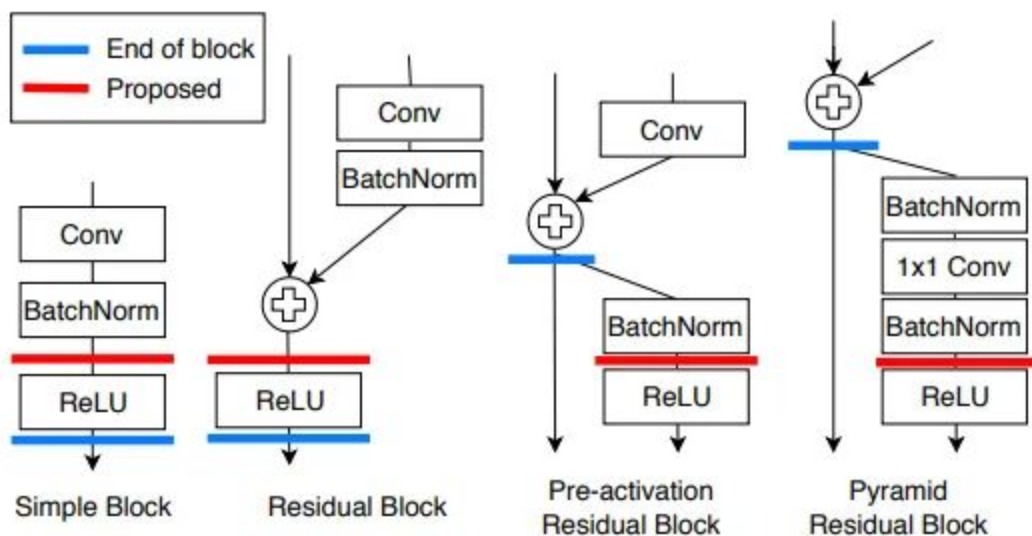 End of block
Proposed
Conv
BatchNorm
ReLU
Simple Block
Conv
BatchNorm
ReLU
Residual Block
Conv
BatchNorm
ReLU
Pre-activation
Residual Block
BatchNorm
1x1 Conv
BatchNorm
ReLU
Pyramid
Residual Block